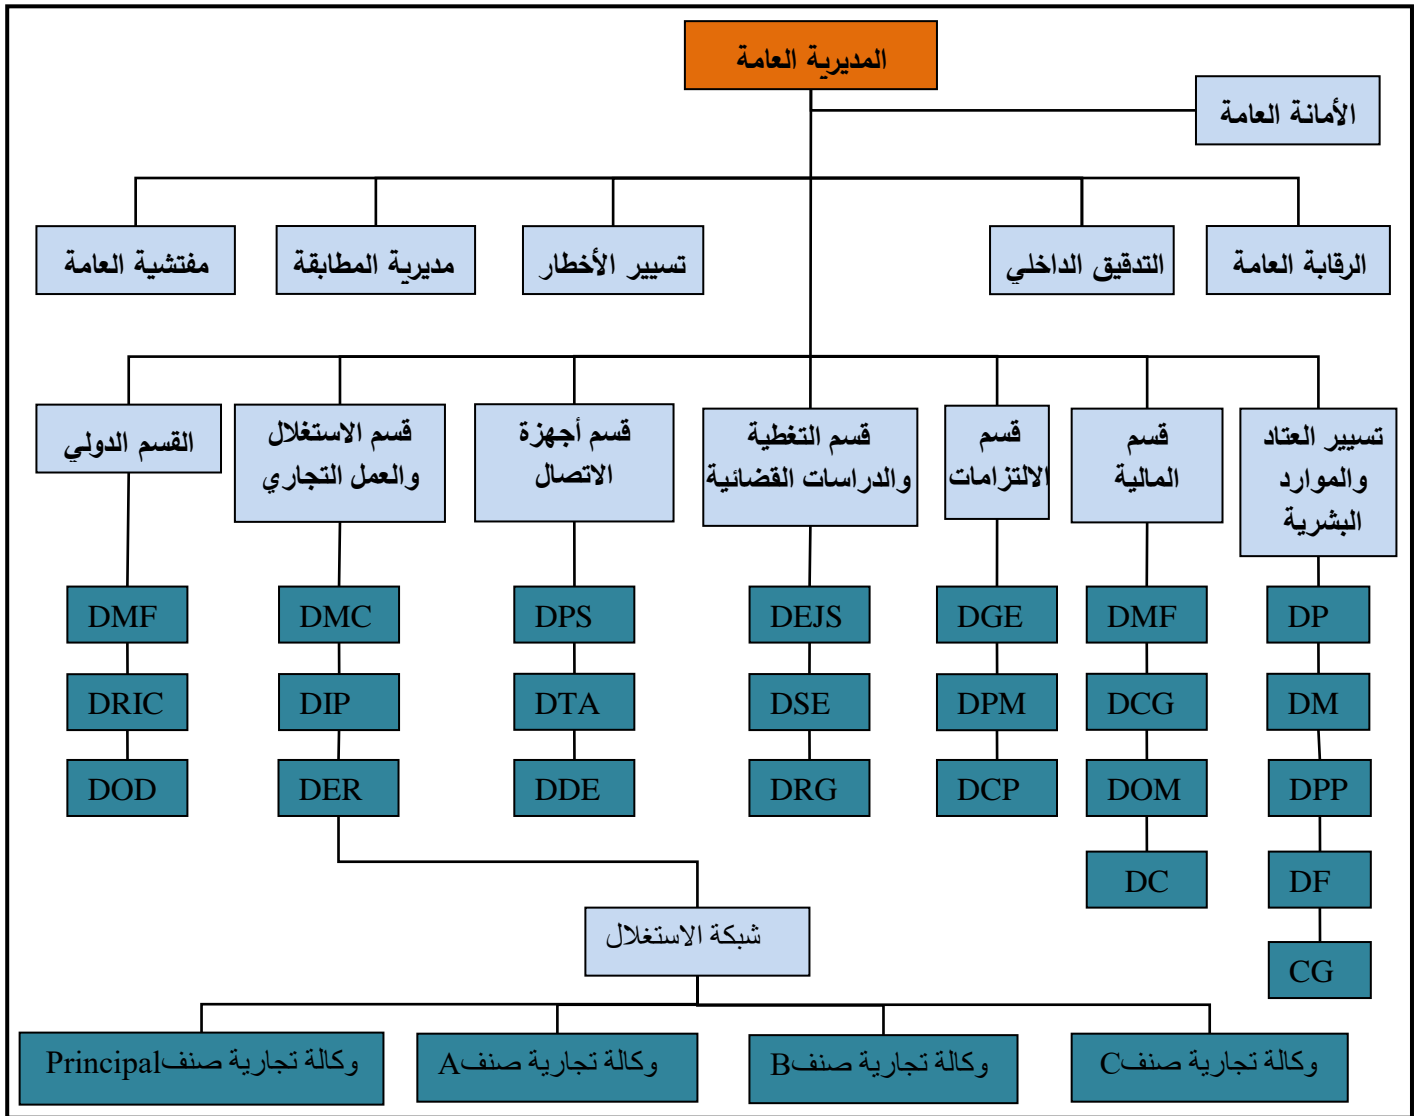 المديرية العامة
الأمانة العامة
الرقابة العامة
التدقيق الداخلي
تسيير الأخطار
مديرية المطابقة
مفتشية العامة
تسيير العتاد
والموارد
البشرية
قسم
المالية
قسم
الالتزامات
قسم التغطية
والدراسات القضائية
قسم أجهزة
الاتصال
قسم الاستغلال
والعمل التجاري
القسم الدولي
DP
DM
DPP
DF
CG
DMF
DCG
DOM
DC
DGE
DPM
DCP
DEJS
DSE
DRG
DPS
DTA
DDE
DMC
DIP
DER
DMF
DRIC
DOD
شبكة الاستغلال
وكالة تجارية صنفC
وكالة تجارية صنفB
وكالة تجارية صنفA
وكالة تجارية صنفPrincipal